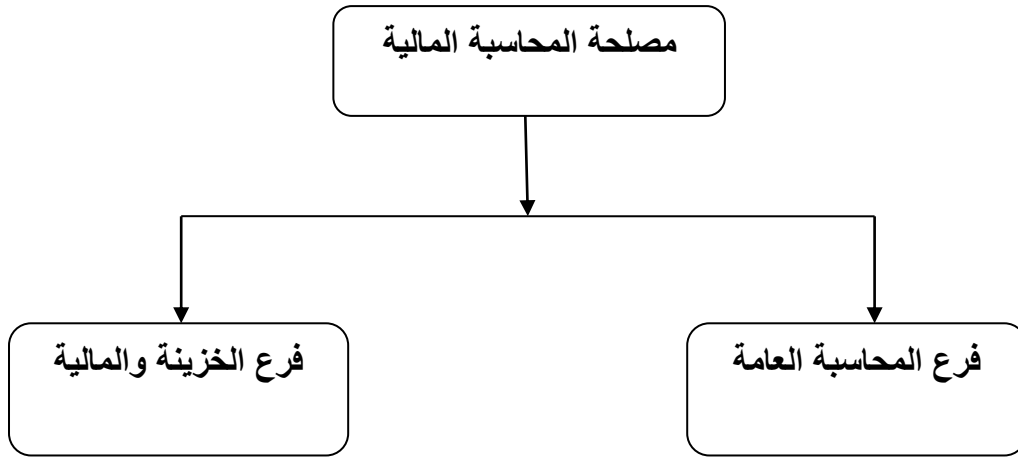 مصلحة المحاسبة المالية
فرع المحاسبة العامة
فرع الخزينة والمالية